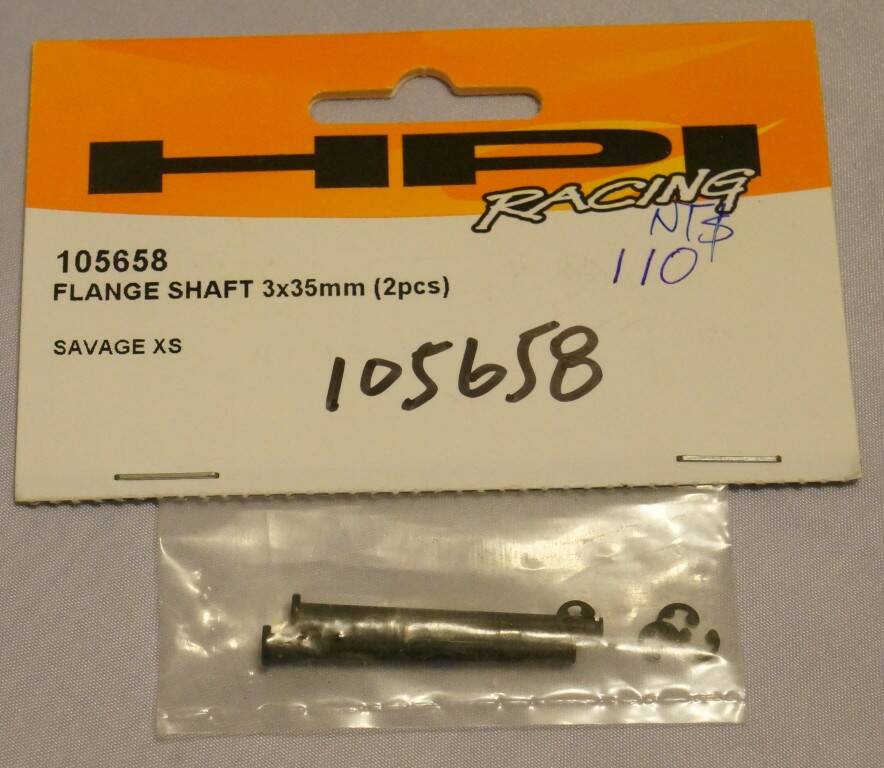 HPI
RACING
NT$
110
105658
FLANGE SHAFT 3x35mm (2pcs)
SAVAGE XS
105658